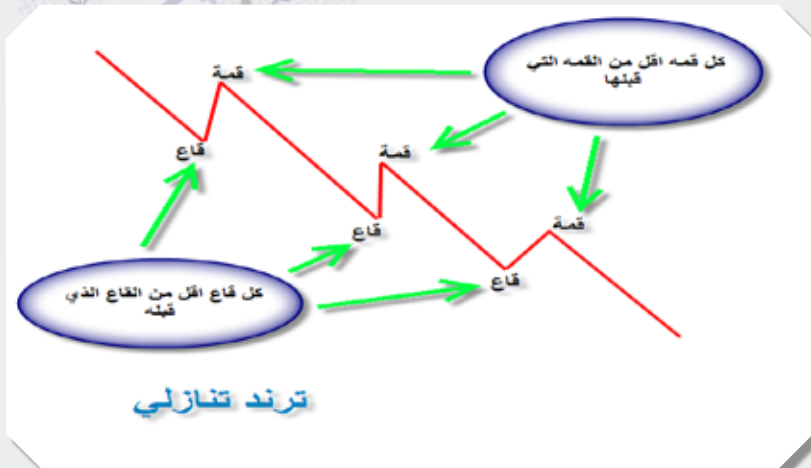 كل قمه اقل من القمه التي
قبلها
قمة
قاع
قمة
قاع
قمة
قاع
كل قاع اقل من القاع الذي
قبله
ترند تنازلي